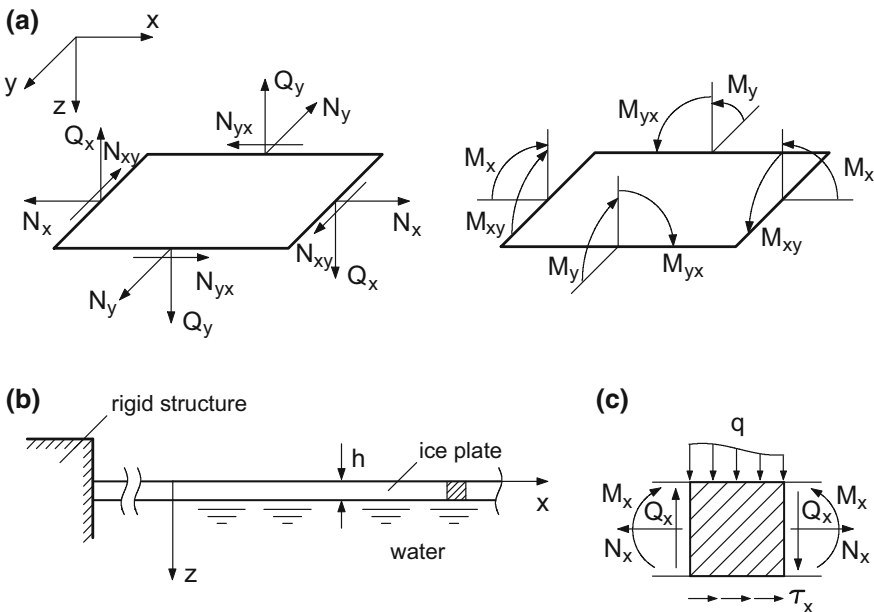 (a)
x
y
z
Q_y
N_y
N_yx
Q_x
N_xy
N_x
N_x
N_xy
Q_x
N_y
N_yx
Q_y
M_y
M_yx
M_x
M_x
M_xy
M_xy
M_y
M_yx
(b)
rigid structure
h
ice plate
x
water
z
(c)
q
M_x
M_x
Q_x
Q_x
N_x
N_x
τ_x